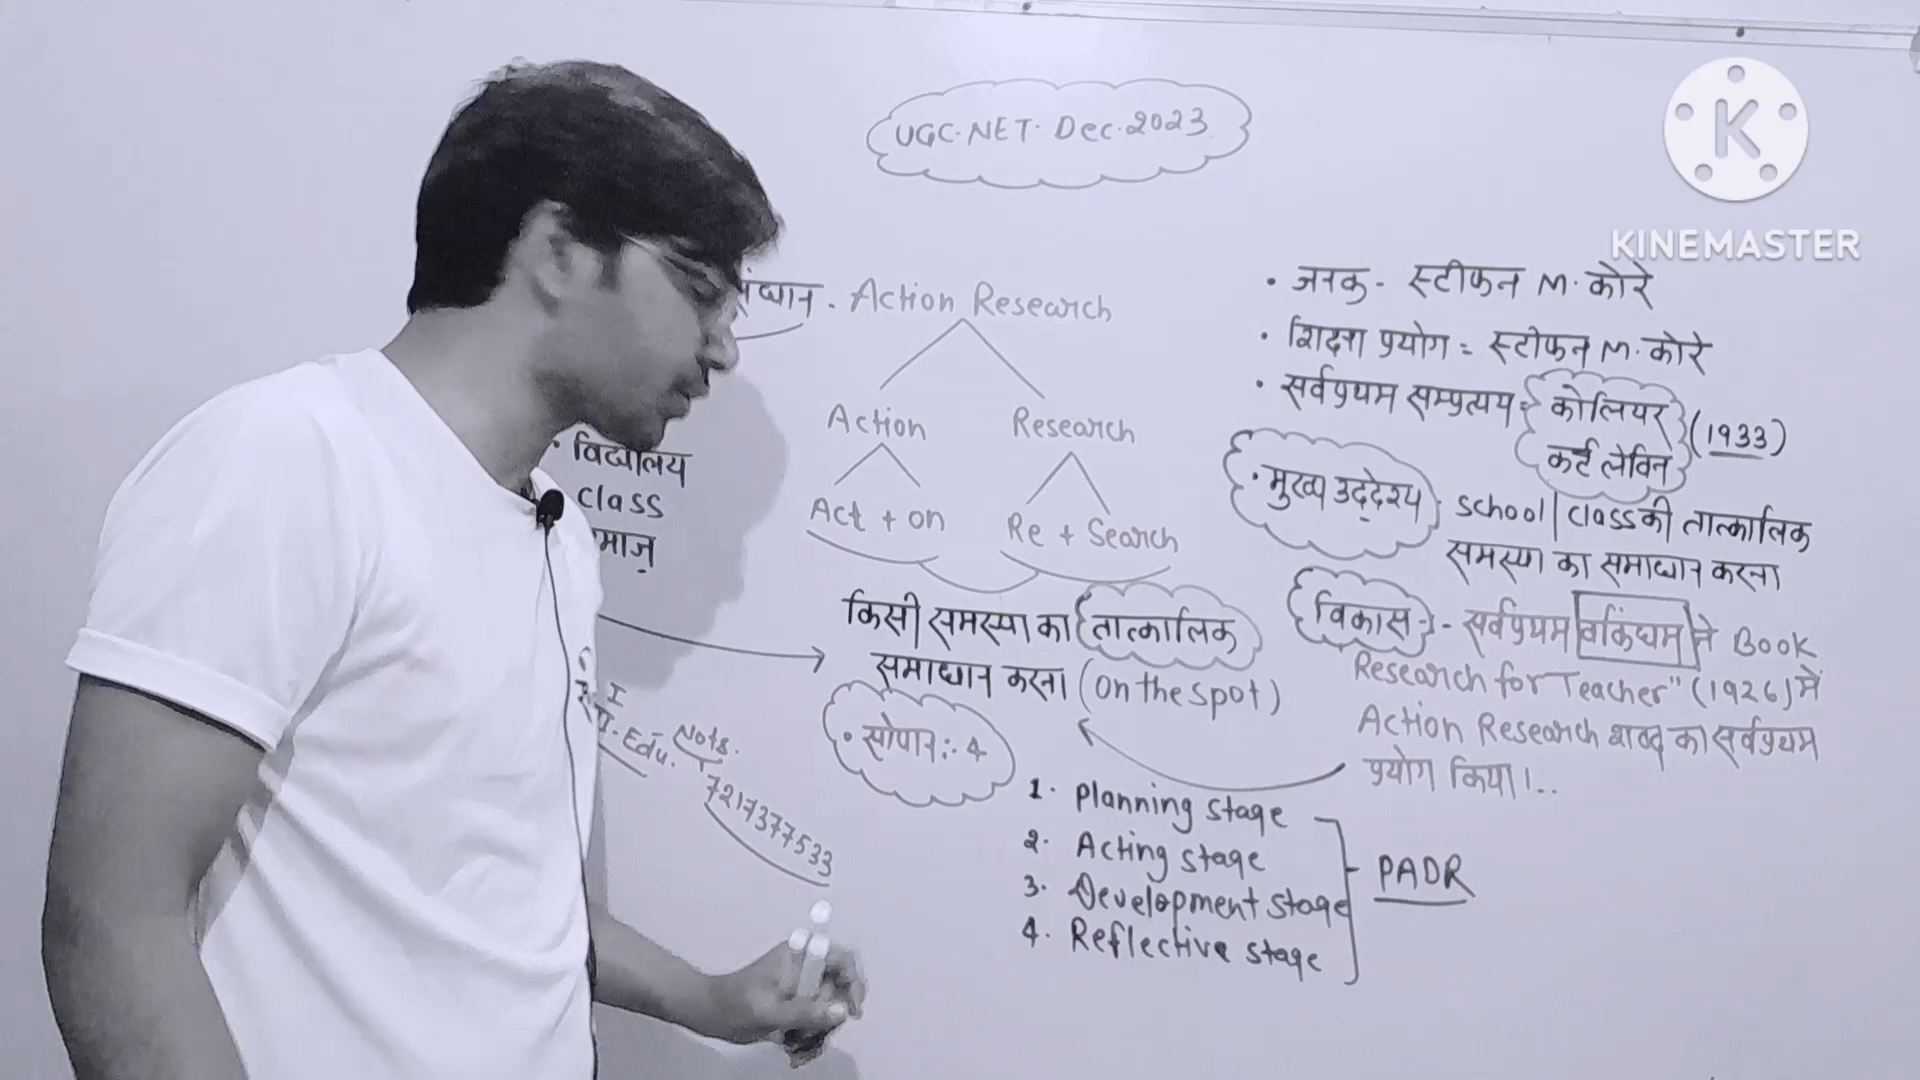 UGC.NET. Dec.2023
KINEMASTER
Action Research
Action Research
Act + on Re + Search
विद्यालय
class
किसी समस्या का तात्कालिक
समाधान करना (on the spot)
• सोपान :- 4
1. Planning stage
2. Acting stage
3. Development stage
4. Reflective stage
PADR
Edu. Nots.
7217377533
• जनक - स्टीफन M. कोरे
• शिक्षा प्रयोग = स्टीफन M. कोरे
• सर्वप्रथम सम्प्रत्यय = कोलियर
कर्ट लेविन (1933)
• मुख्य उद्देश्य - school | class की तात्कालिक
समस्या का समाधान करना
विकास - सर्वप्रथम बकिंघम ने Book
Research for Teacher" (1926) में
Action Research शब्द का सर्वप्रथम
प्रयोग किया।..